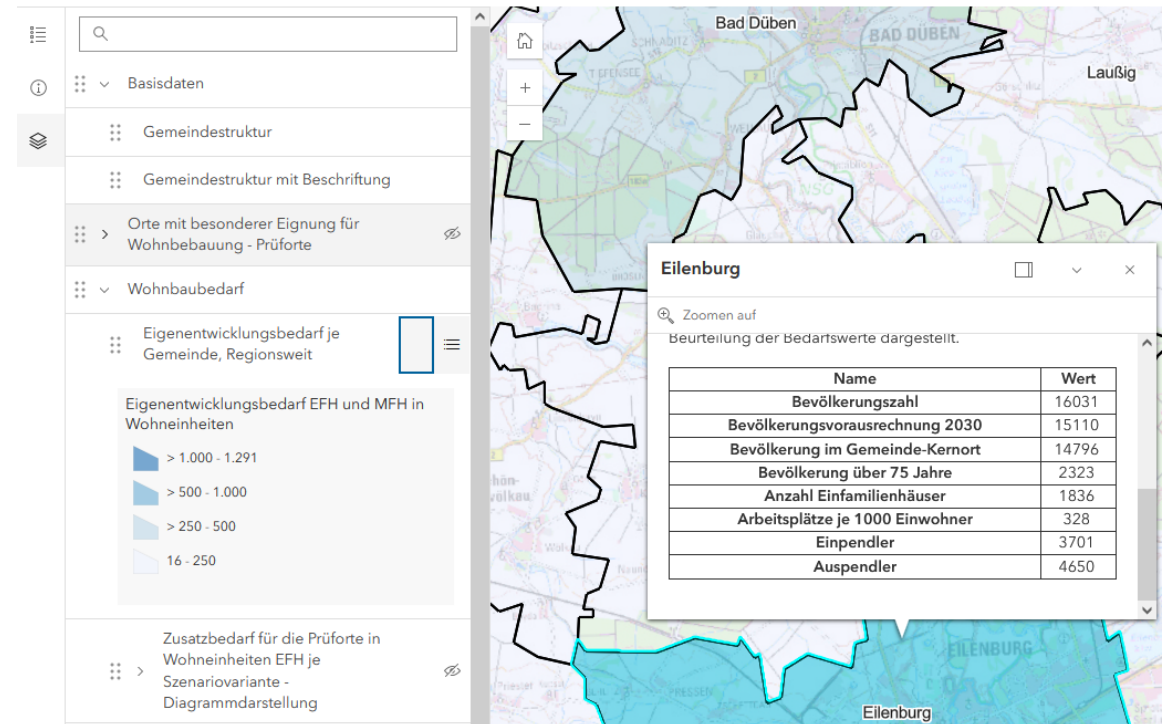 Basisdaten
Gemeindestruktur
Gemeindestruktur mit Beschriftung
Orte mit besonderer Eignung für
Wohnbebauung - Prüforte
Wohnbaubedarf
Eigenentwicklungsbedarf je
Gemeinde, Regionsweit
Eigenentwicklungsbedarf EFH und MFH in
Wohneinheiten
> 1.000 - 1.291
> 500 - 1.000
> 250 - 500
16 - 250
Zusatzbedarf für die Prüforte in
Wohneinheiten EFH je
Szenariovariante -
Diagrammdarstellung
+
−
Bad Düben
BAD DÜBEN
Laußig
NSG
Eilenburg
Zoomen auf
Beurteilung der Bedarfswerte dargestellt.
Name Wert
Bevölkerungszahl 16031
Bevölkerungsvorausrechnung 2030 15110
Bevölkerung im Gemeinde-Kernort 14796
Bevölkerung über 75 Jahre 2323
Anzahl Einfamilienhäuser 1836
Arbeitsplätze je 1000 Einwohner 328
Einpendler 3701
Auspendler 4650
EILENBURG
PRESSEN
Eilenburg